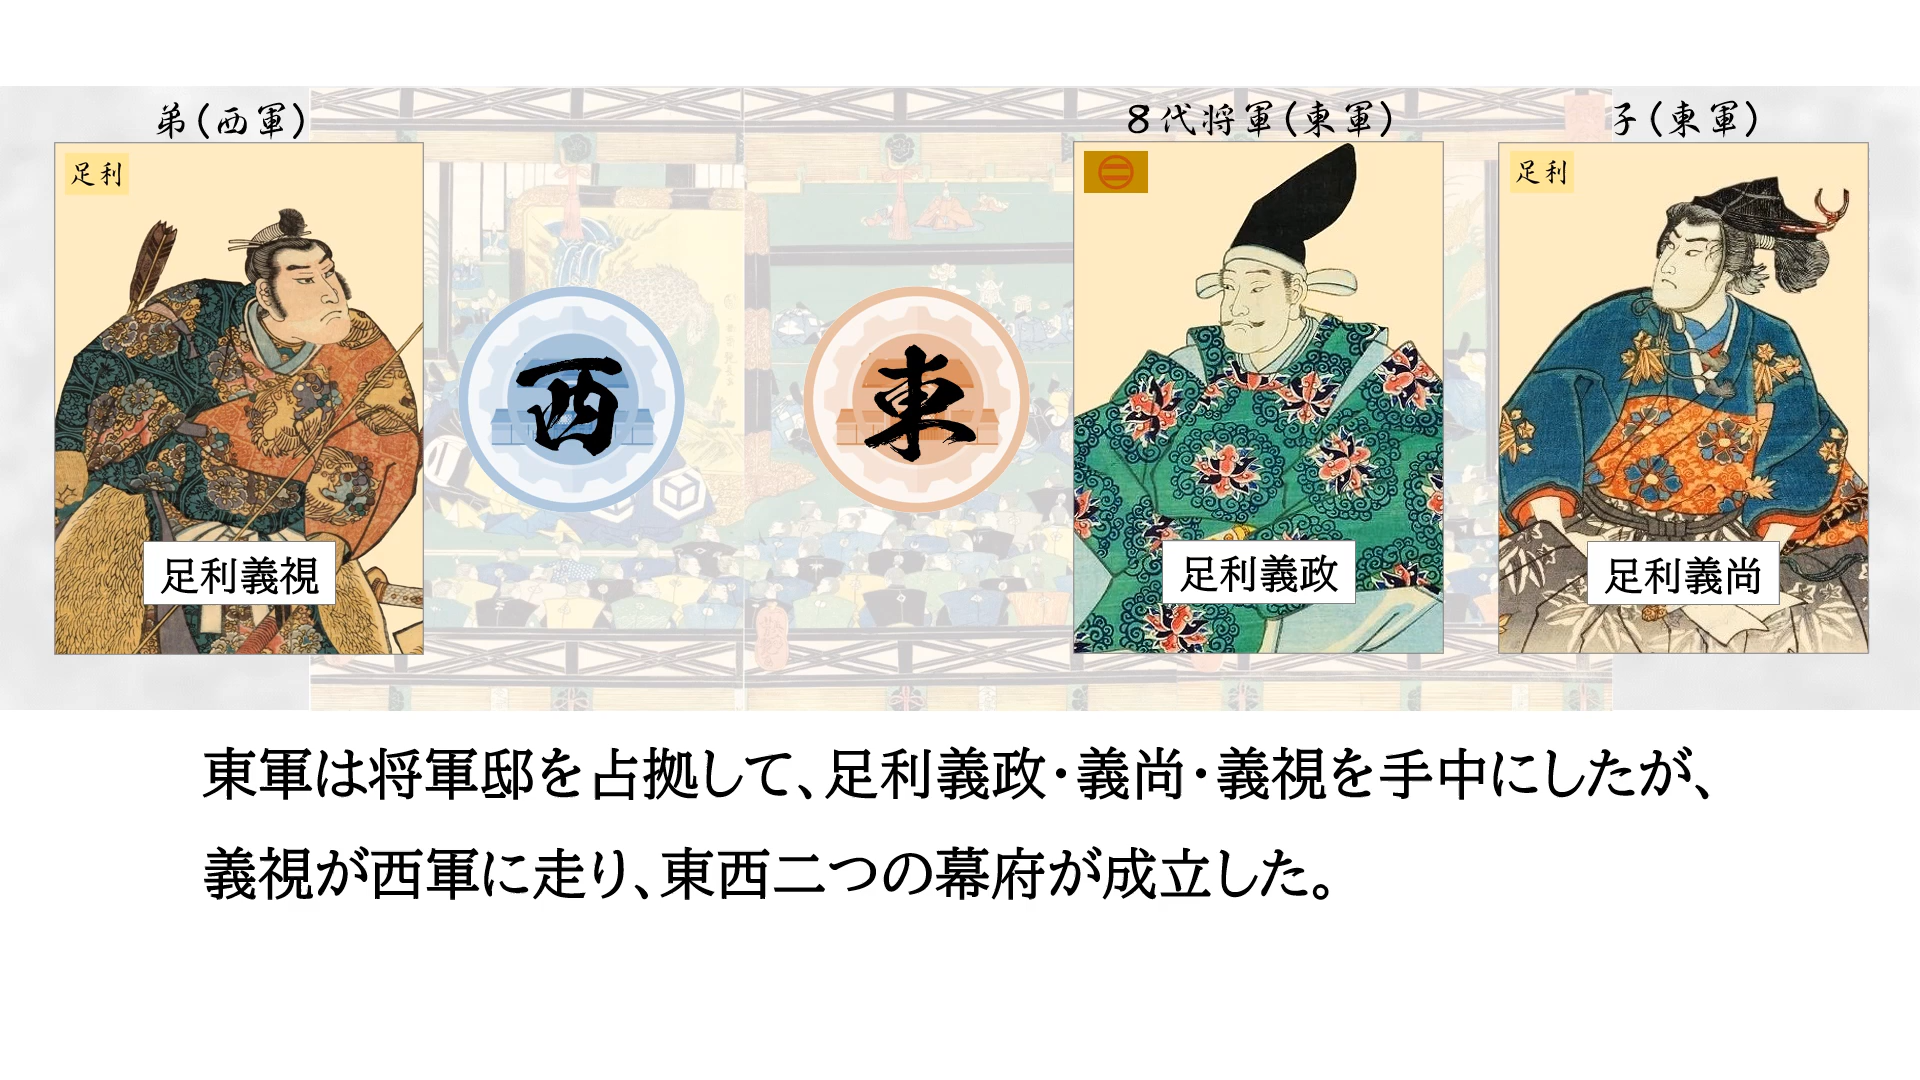 弟(西軍)
8代将軍(東軍)
子(東軍)
足利
足利
西
東
足利義視
足利義政
足利義尚
東軍は将軍邸を占拠して、足利義政・義尚・義視を手中にしたが、
義視が西軍に走り、東西二つの幕府が成立した。